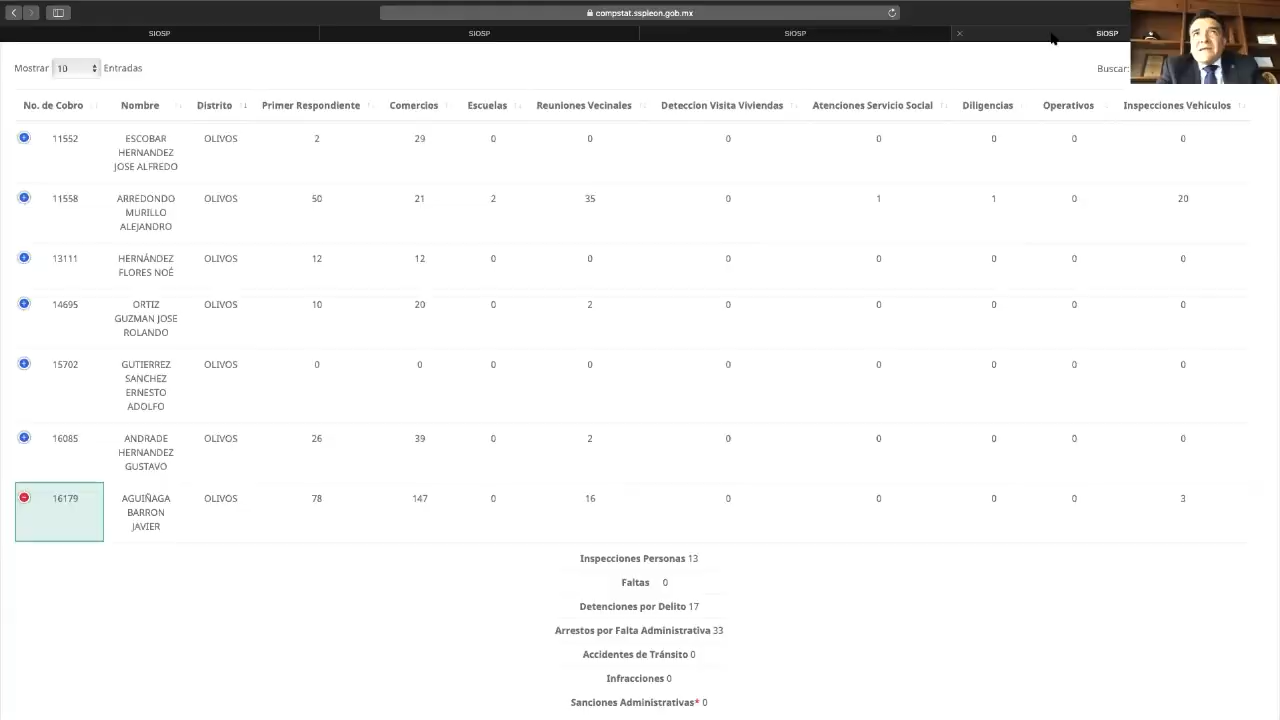 compstat.sspleon.gob.mx
SIOSP SIOSP SIOSP SIOSP
Mostrar 10 Entradas Buscar:
No. de Cobro Nombre Distrito Primer Respondiente Comercios Escuelas Reuniones Vecinales Deteccion Visita Viviendas Atenciones Servicio Social Diligencias Operativos Inspecciones Vehiculos
11552 ESCOBAR OLIVOS 2 29 0 0 0 0 0 0 0
HERNANDEZ
JOSE ALFREDO
11558 ARREDONDO OLIVOS 50 21 2 35 0 1 1 0 20
MURILLO
ALEJANDRO
13111 HERNÁNDEZ OLIVOS 12 12 0 0 0 0 0 0 0
FLORES NOÉ
14695 ORTIZ OLIVOS 10 20 0 2 0 0 0 0 0
GUZMAN JOSE
ROLANDO
15702 GUTIERREZ OLIVOS 0 0 0 0 0 0 0 0 0
SANCHEZ
ERNESTO
ADOLFO
16085 ANDRADE OLIVOS 26 39 0 2 0 0 0 0 0
HERNANDEZ
GUSTAVO
16179 AGUIÑAGA OLIVOS 78 147 0 16 0 0 0 0 3
BARRON
JAVIER
Inspecciones Personas 13
Faltas 0
Detenciones por Delito 17
Arrestos por Falta Administrativa 33
Accidentes de Tránsito 0
Infracciones 0
Sanciones Administrativas* 0